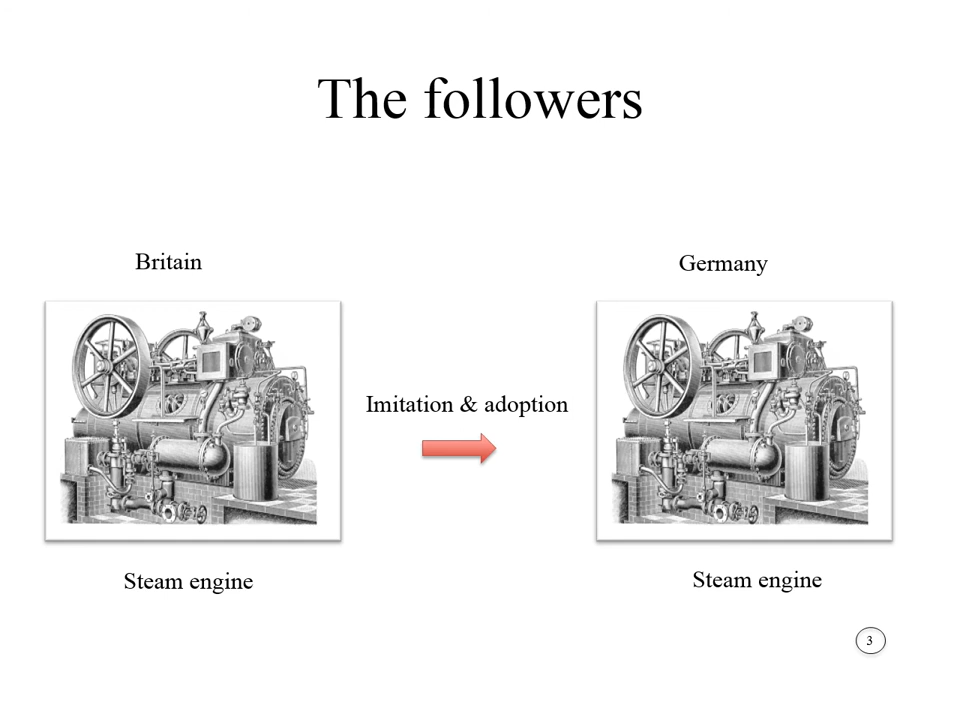 The followers
Britain
Germany
Imitation & adoption
Steam engine
Steam engine
3